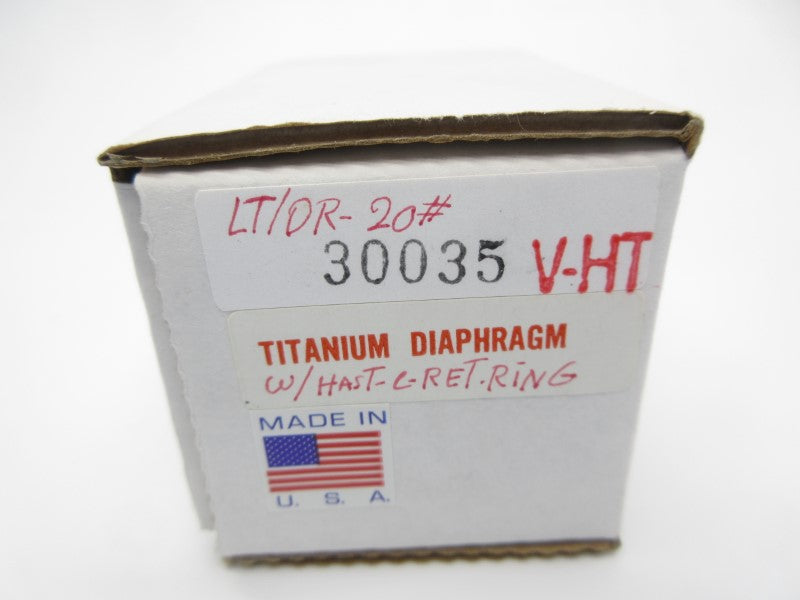 LT/DR-20#
30035 V-HT
TITANIUM DIAPHRAGM
W/HAST-C-RET.RING
MADE IN
U. S. A.